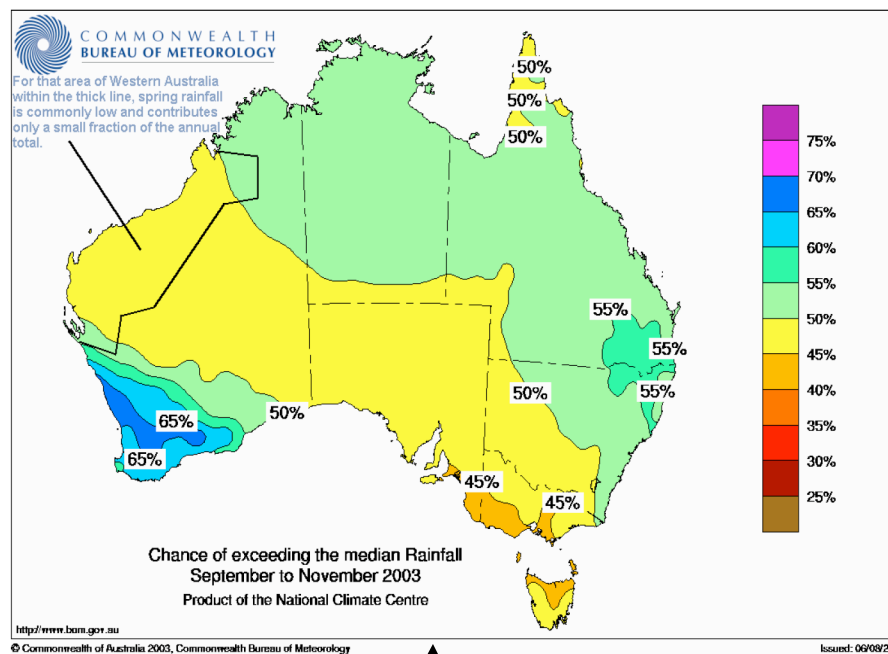 COMMONWEALTH
BUREAU OF METEOROLOGY
For that area of Western Australia
within the thick line, spring rainfall
is commonly low and contributes
only a small fraction of the annual
total.
50%
50%
50%
75%
70%
65%
60%
55%
50%
45%
40%
35%
30%
25%
55%
55%
55%
50%
50%
65%
65%
45%
45%
Chance of exceeding the median Rainfall
September to November 2003
Product of the National Climate Centre
http://www.bom.gov.au
© Commonwealth of Australia 2003, Commonwealth Bureau of Meteorology
Issued: 06/08/2